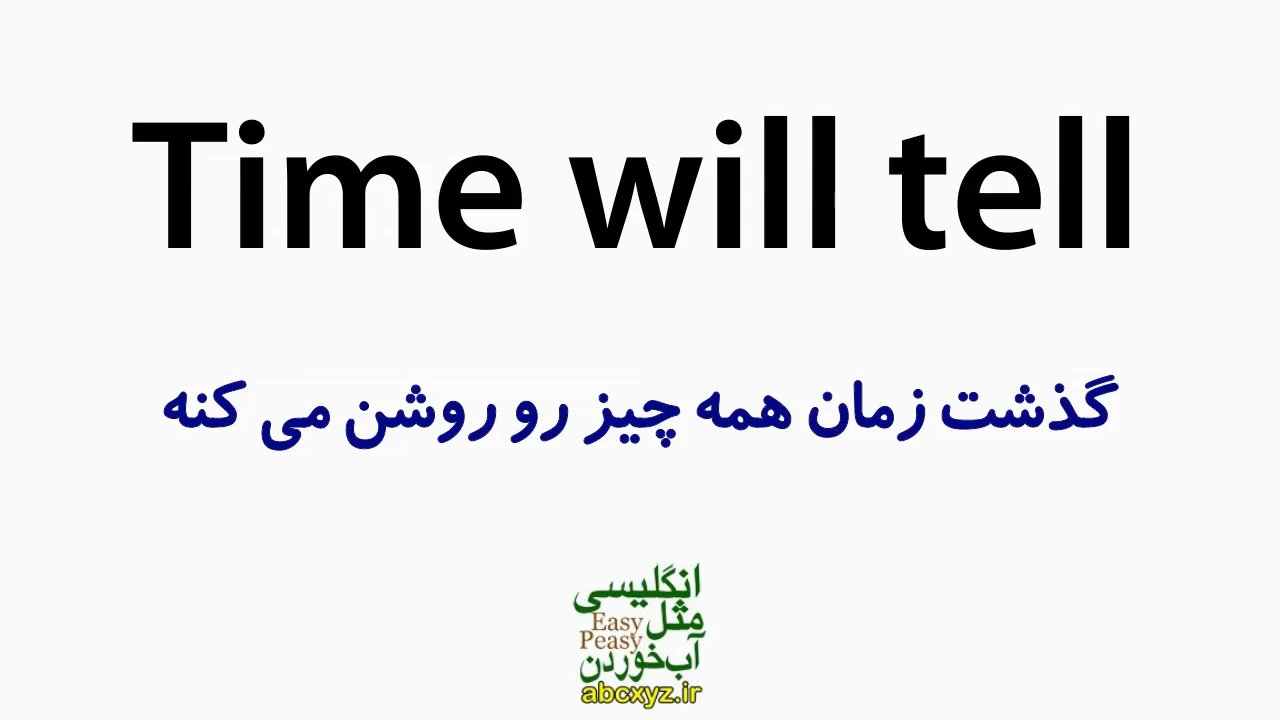 Time will tell
گذشت زمان همه چیز رو روشن می کنه
انگلیسی
مثل
Easy
Peasy
آب‌خوردن
abcxyz.ir